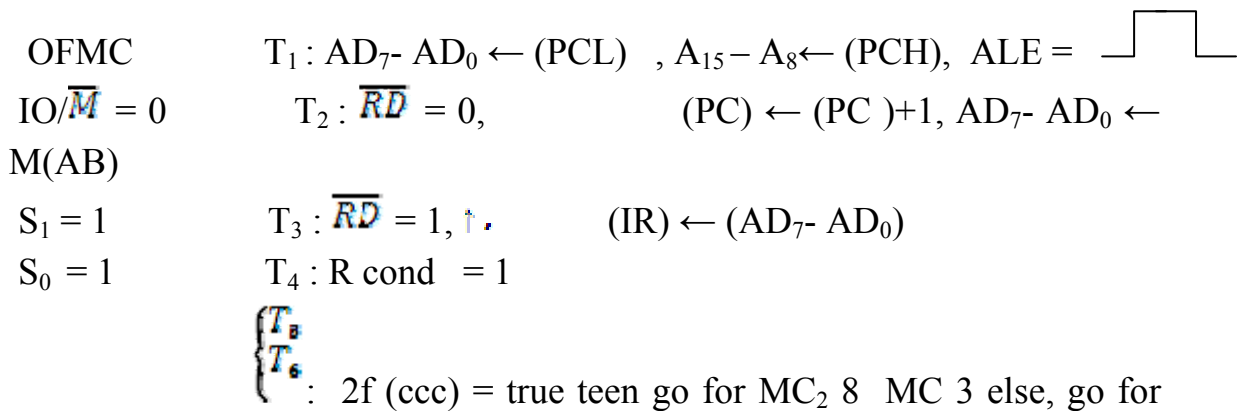 OFMC T₁ : AD₇- AD₀ ← (PCL) , A₁₅ – A₈← (PCH), ALE =
IO/M̅ = 0 T₂ : R̅D̅ = 0, (PC) ← (PC )+1, AD₇- AD₀ ←
M(AB)
S₁ = 1 T₃ : R̅D̅ = 1, ↑ (IR) ← (AD₇- AD₀)
S₀ = 1 T₄ : R cond = 1
T₅
T₆
: 2f (ccc) = true teen go for MC₂ 8 MC 3 else, go for